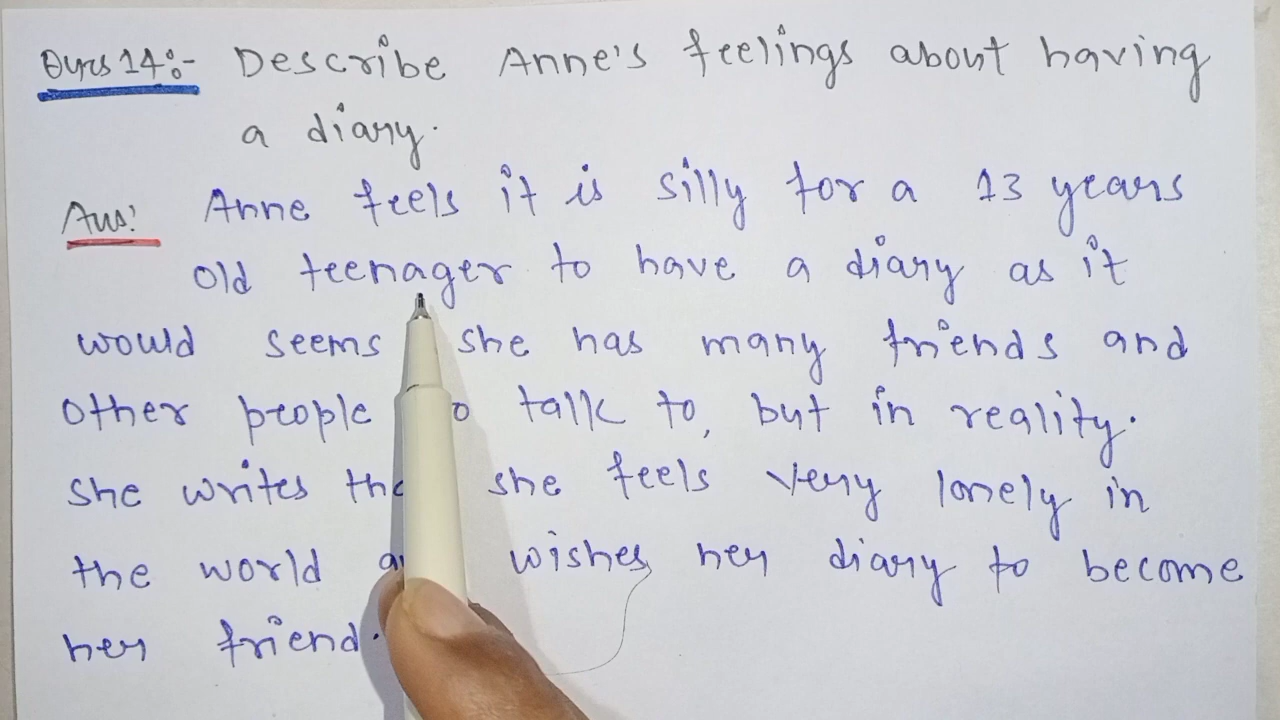 Ques 14:- Describe Anne's feelings about having
a diary.
Ans: Anne feels it is silly for a 13 years
old teenager to have a diary as it
would seems she has many friends and
other people talk to, but in reality.
she writes she feels very lonely in
the world wishes her diary to become
her friend.